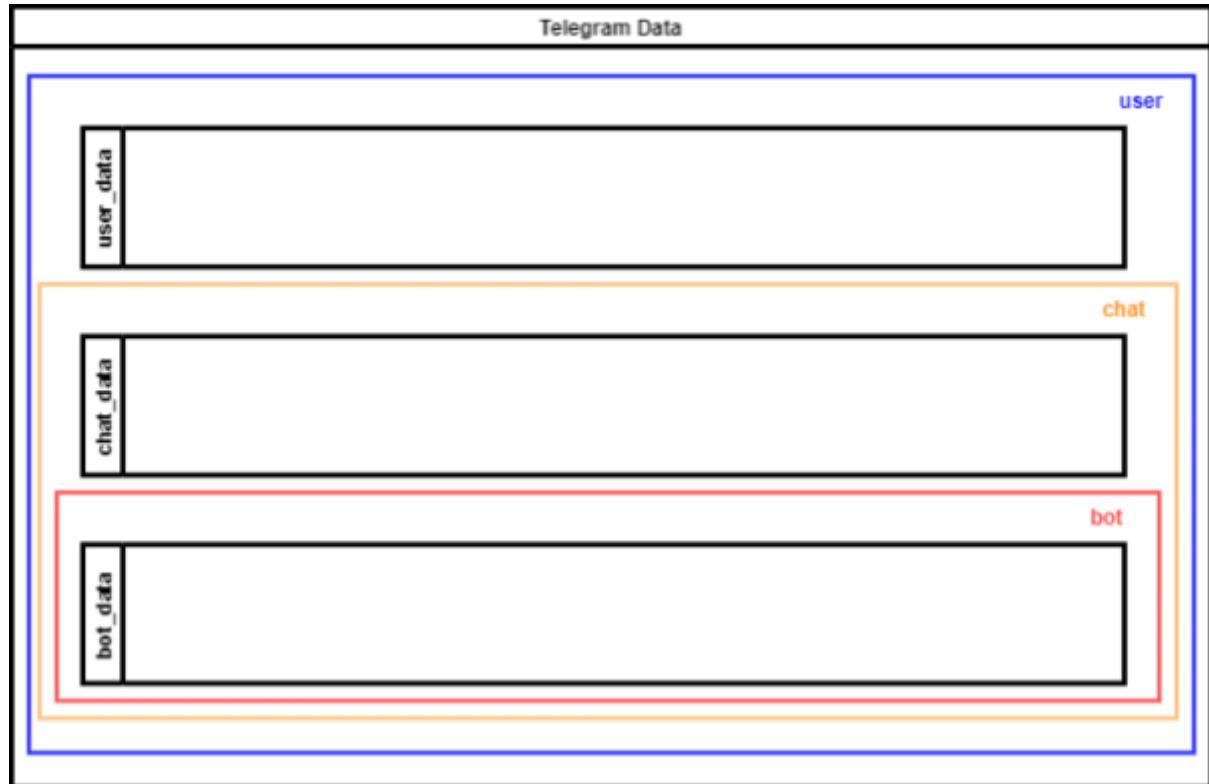 Telegram Data
user
user_data
chat
chat_data
bot
bot_data